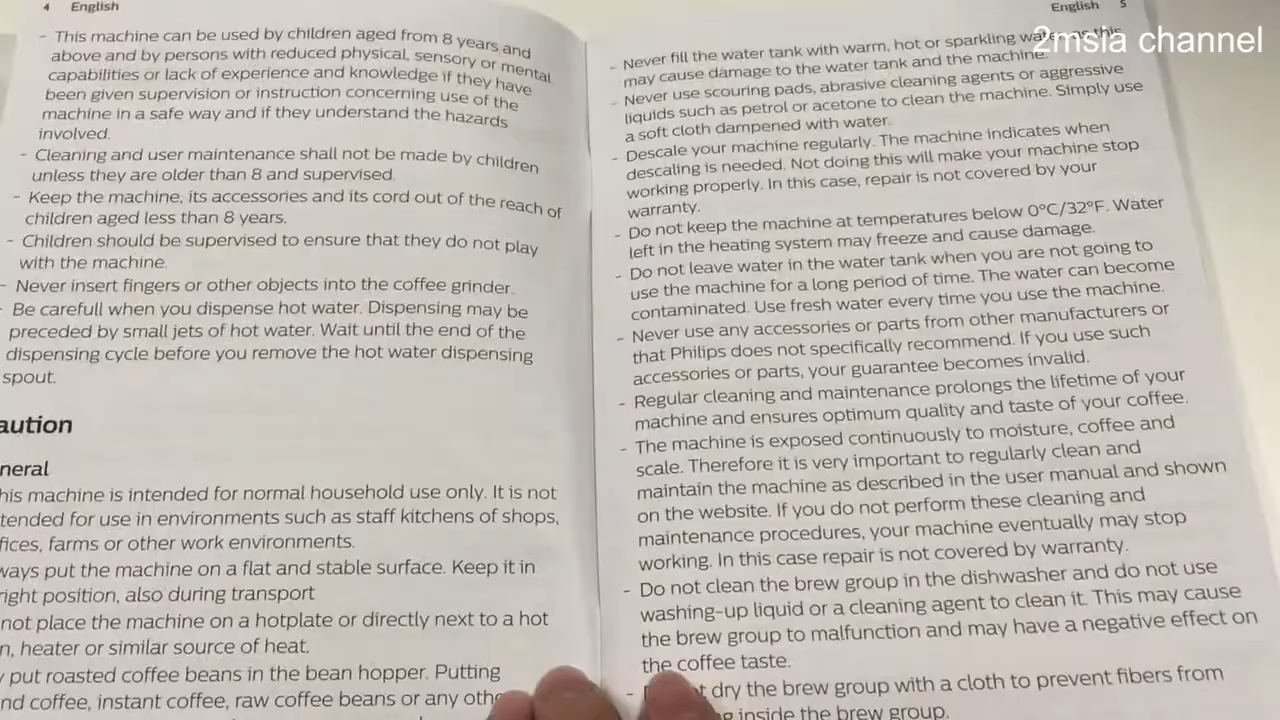 4 English
- This machine can be used by children aged from 8 years and
above and by persons with reduced physical, sensory or mental
capabilities or lack of experience and knowledge if they have
been given supervision or instruction concerning use of the
machine in a safe way and if they understand the hazards
involved.
- Cleaning and user maintenance shall not be made by children
unless they are older than 8 and supervised.
- Keep the machine, its accessories and its cord out of the reach of
children aged less than 8 years.
- Children should be supervised to ensure that they do not play
with the machine.
- Never insert fingers or other objects into the coffee grinder.
- Be carefull when you dispense hot water. Dispensing may be
preceded by small jets of hot water. Wait until the end of the
dispensing cycle before you remove the hot water dispensing
spout.
aution
neral
his machine is intended for normal household use only. It is not
tended for use in environments such as staff kitchens of shops,
fices, farms or other work environments.
ways put the machine on a flat and stable surface. Keep it in
right position, also during transport
not place the machine on a hotplate or directly next to a hot
n, heater or similar source of heat.
y put roasted coffee beans in the bean hopper. Putting
nd coffee, instant coffee, raw coffee beans or any othe
English 5
2msia channel
- Never fill the water tank with warm, hot or sparkling water as this
may cause damage to the water tank and the machine.
- Never use scouring pads, abrasive cleaning agents or aggressive
liquids such as petrol or acetone to clean the machine. Simply use
a soft cloth dampened with water.
- Descale your machine regularly. The machine indicates when
descaling is needed. Not doing this will make your machine stop
working properly. In this case, repair is not covered by your
warranty.
- Do not keep the machine at temperatures below 0°C/32°F. Water
left in the heating system may freeze and cause damage.
- Do not leave water in the water tank when you are not going to
use the machine for a long period of time. The water can become
contaminated. Use fresh water every time you use the machine.
- Never use any accessories or parts from other manufacturers or
that Philips does not specifically recommend. If you use such
accessories or parts, your guarantee becomes invalid.
- Regular cleaning and maintenance prolongs the lifetime of your
machine and ensures optimum quality and taste of your coffee.
- The machine is exposed continuously to moisture, coffee and
scale. Therefore it is very important to regularly clean and
maintain the machine as described in the user manual and shown
on the website. If you do not perform these cleaning and
maintenance procedures, your machine eventually may stop
working. In this case repair is not covered by warranty.
- Do not clean the brew group in the dishwasher and do not use
washing-up liquid or a cleaning agent to clean it. This may cause
the brew group to malfunction and may have a negative effect on
the coffee taste.
- dry the brew group with a cloth to prevent fibers from
inside the brew group.